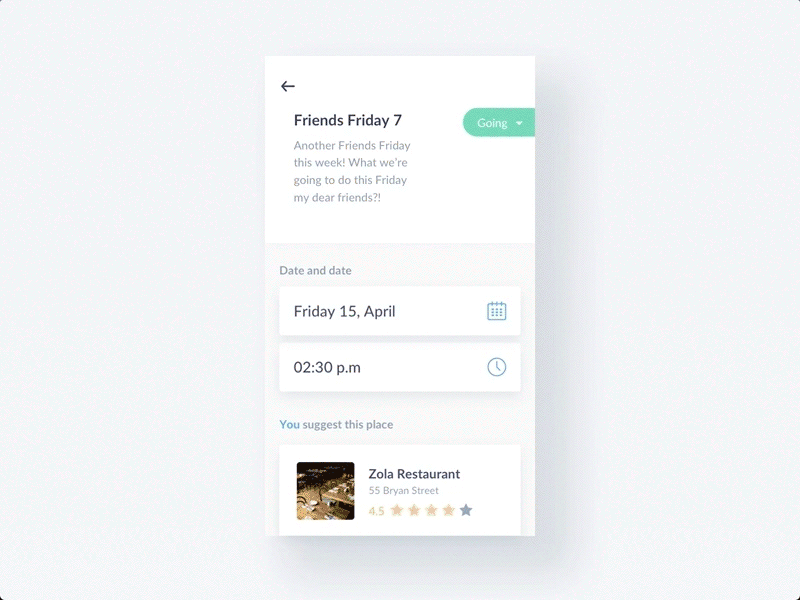 Friends Friday 7
Going
Another Friends Friday
this week! What we're
going to do this Friday
my dear friends?!
Date and date
Friday 15, April
02:30 p.m
You suggest this place
Zola Restaurant
55 Bryan Street
4.5